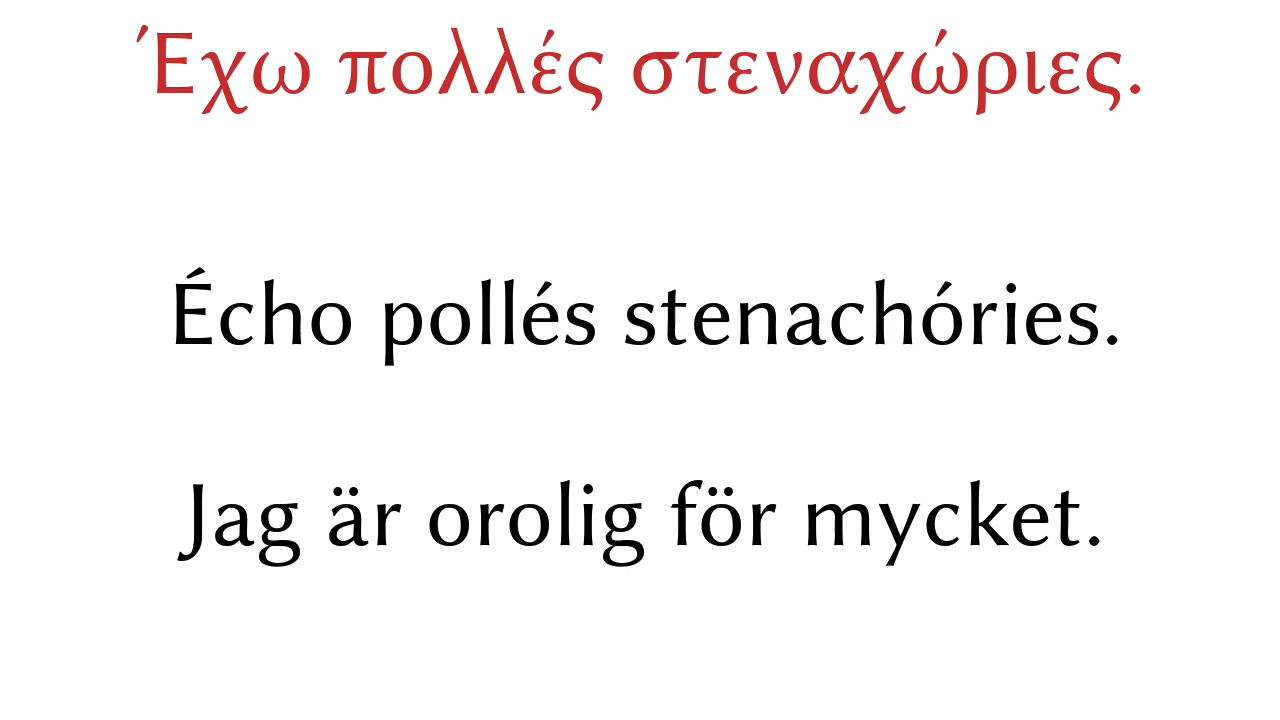 Έχω πολλές στεναχώριες.
Écho pollés stenachóries.
Jag är orolig för mycket.